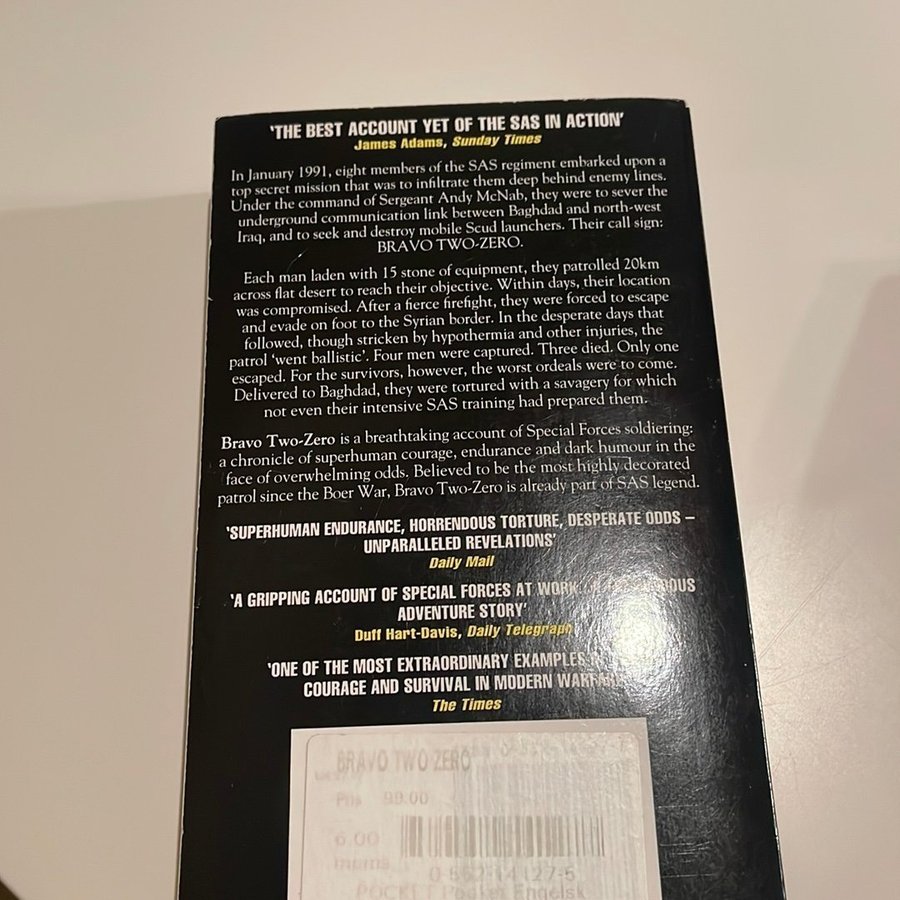 'THE BEST ACCOUNT YET OF THE SAS IN ACTION'
James Adams, Sunday Times
In January 1991, eight members of the SAS regiment embarked upon a
top secret mission that was to infiltrate them deep behind enemy lines.
Under the command of Sergeant Andy McNab, they were to sever the
underground communication link between Baghdad and north-west
Iraq, and to seek and destroy mobile Scud launchers. Their call sign:
BRAVO TWO-ZERO.
Each man laden with 15 stone of equipment, they patrolled 20km
across flat desert to reach their objective. Within days, their location
was compromised. After a fierce firefight, they were forced to escape
and evade on foot to the Syrian border. In the desperate days that
followed, though stricken by hypothermia and other injuries, the
patrol 'went ballistic'. Four men were captured. Three died. Only one
escaped. For the survivors, however, the worst ordeals were to come.
Delivered to Baghdad, they were tortured with a savagery for which
not even their intensive SAS training had prepared them.
Bravo Two-Zero is a breathtaking account of Special Forces soldiering:
a chronicle of superhuman courage, endurance and dark humour in the
face of overwhelming odds. Believed to be the most highly decorated
patrol since the Boer War, Bravo Two-Zero is already part of SAS legend.
'SUPERHUMAN ENDURANCE, HORRENDOUS TORTURE, DESPERATE ODDS –
UNPARALLELED REVELATIONS'
Daily Mail
'A GRIPPING ACCOUNT OF SPECIAL FORCES AT WORK
ADVENTURE STORY'
Duff Hart-Davis, Daily Telegraph
'ONE OF THE MOST EXTRAORDINARY EXAMPLES
COURAGE AND SURVIVAL IN MODERN WARFARE
The Times
BRAVO TWO ZERO
Pris 99.00
6.00
moms
POCKET Pocket Engelsk